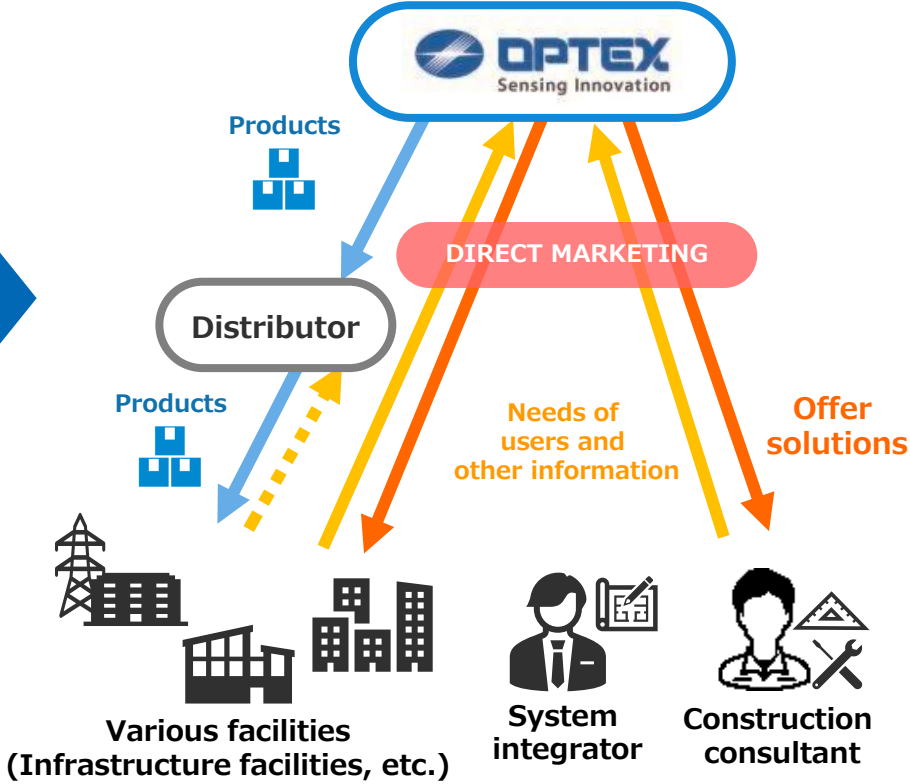 OPTEX
Sensing Innovation
Products
DIRECT MARKETING
Distributor
Products
Needs of
users and
other information
Offer
solutions
Various facilities
(Infrastructure facilities, etc.)
System
integrator
Construction
consultant